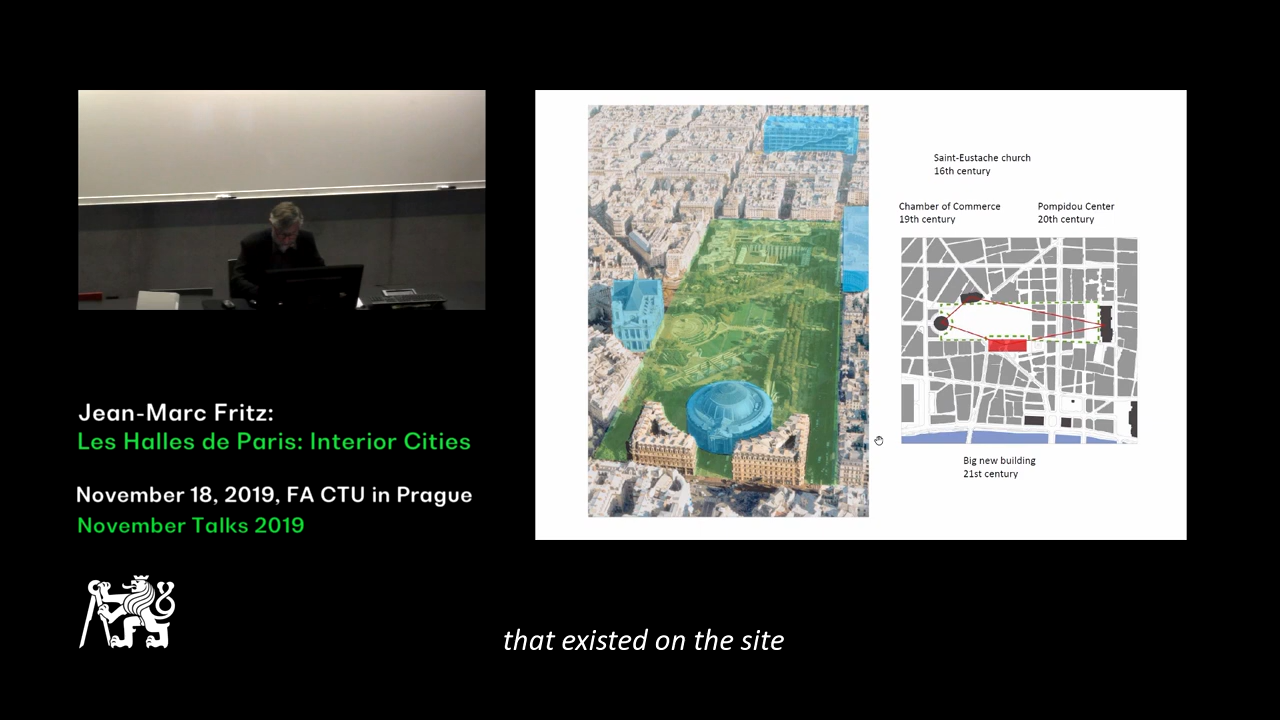 Jean-Marc Fritz:
Les Halles de Paris: Interior Cities
November 18, 2019, FA CTU in Prague
November Talks 2019
Saint-Eustache church
16th century
Chamber of Commerce
19th century
Pompidou Center
20th century
Big new building
21st century
that existed on the site